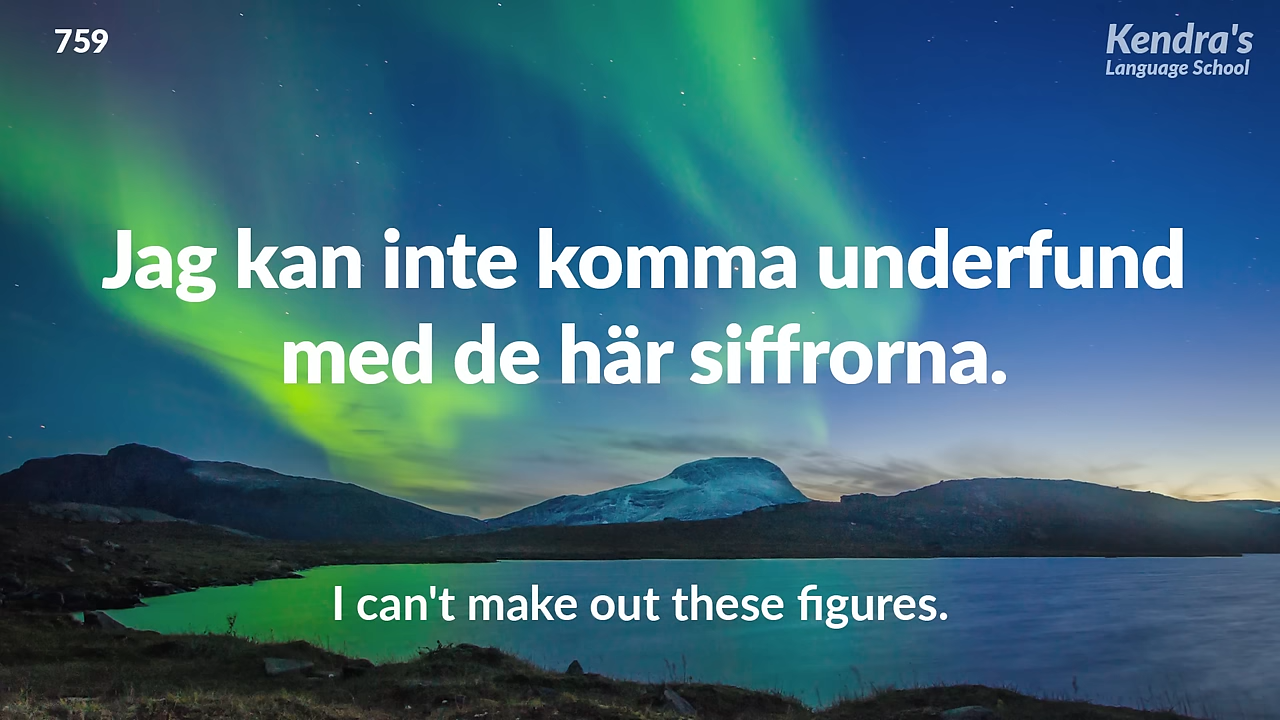 759
Kendra's
Language School
Jag kan inte komma underfund
med de här siffrorna.
I can't make out these figures.